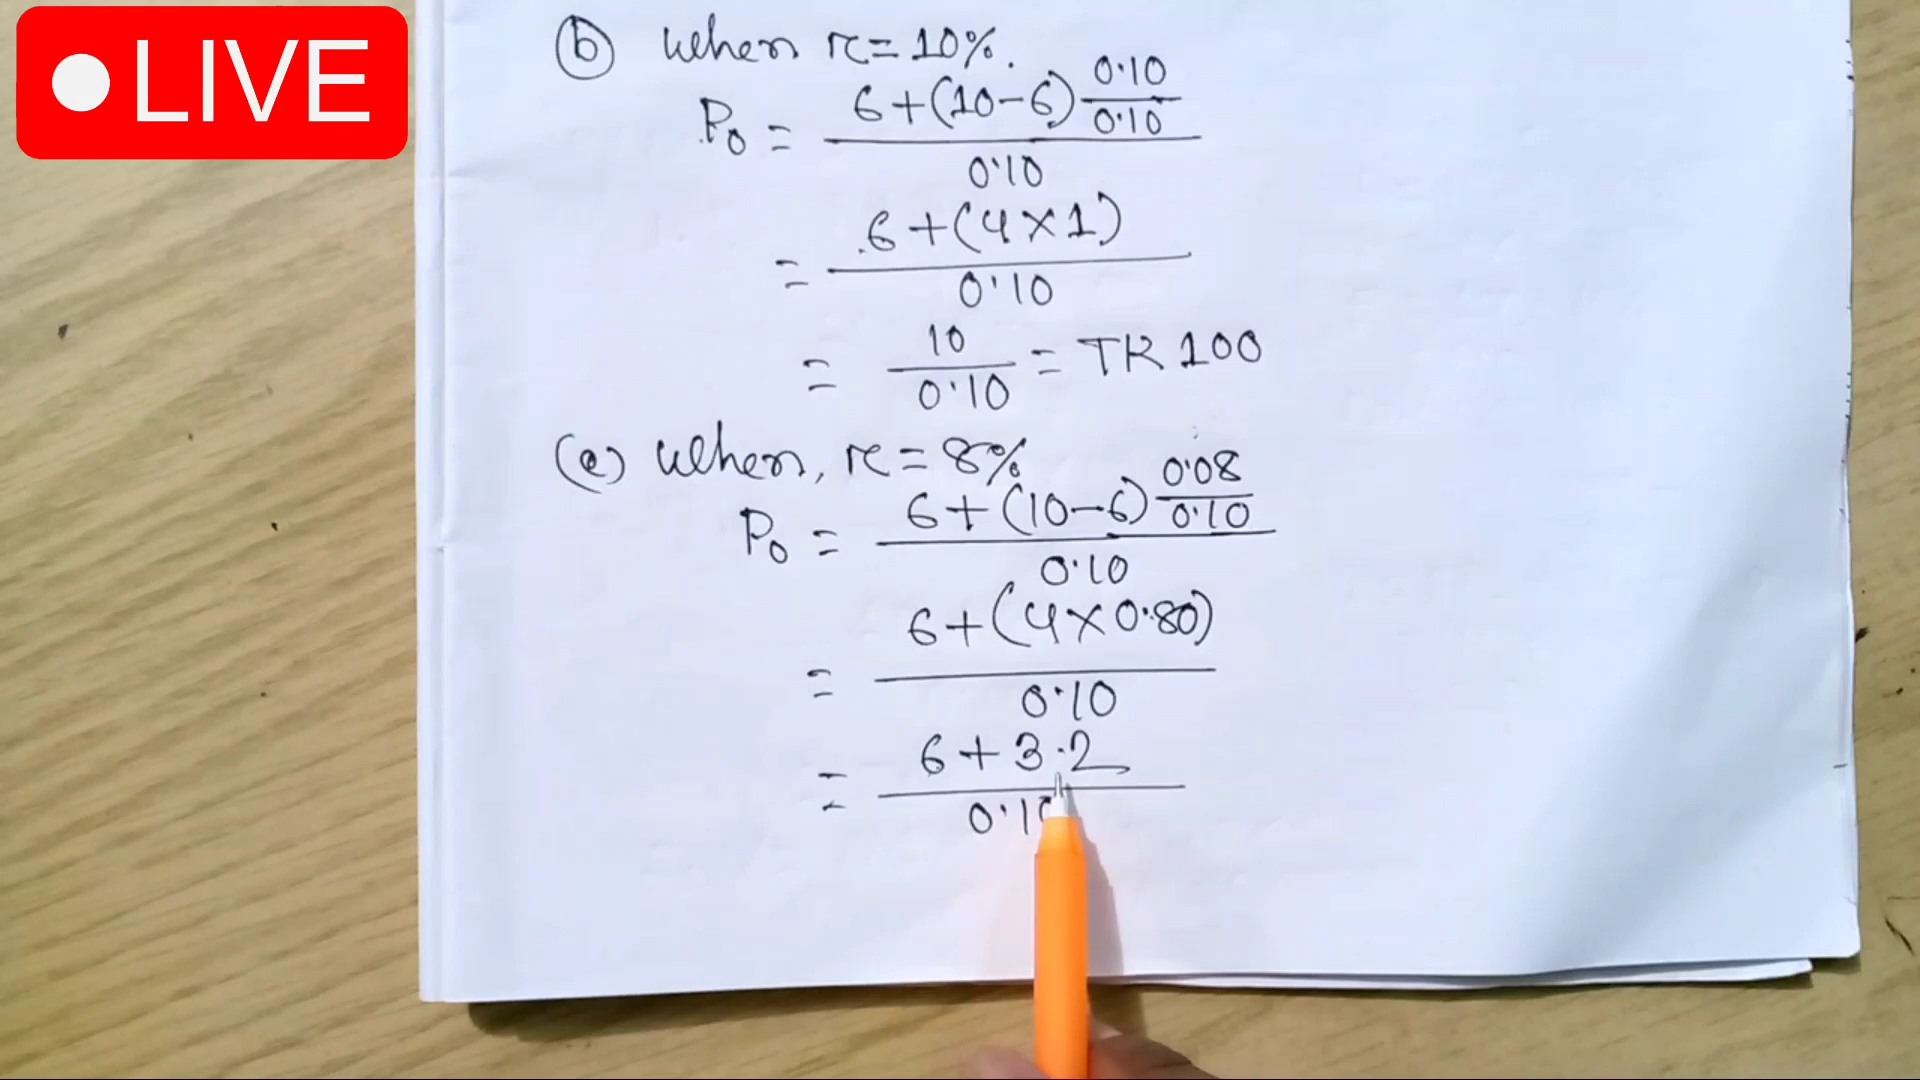 LIVE
(b) when r=10%.
P₀ = (6+(10-6) 0.10/0.10) / 0.10
= (6+(4×1)) / 0.10
= 10/0.10 = TK 100
(c) when, r=8%
P₀ = (6+(10-6) 0.08/0.10) / 0.10
= (6+(4×0.80)) / 0.10
= (6+3.2) / 0.10